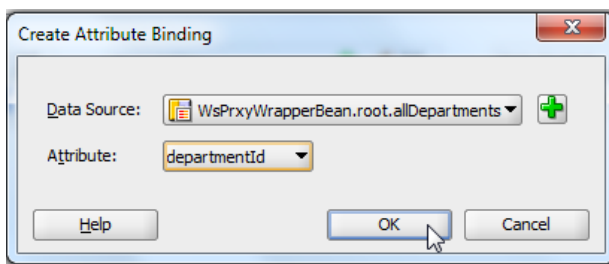 Create Attribute Binding
Data Source: WsPrxyWrapperBean.root.allDepartments
Attribute: departmentId
Help OK Cancel